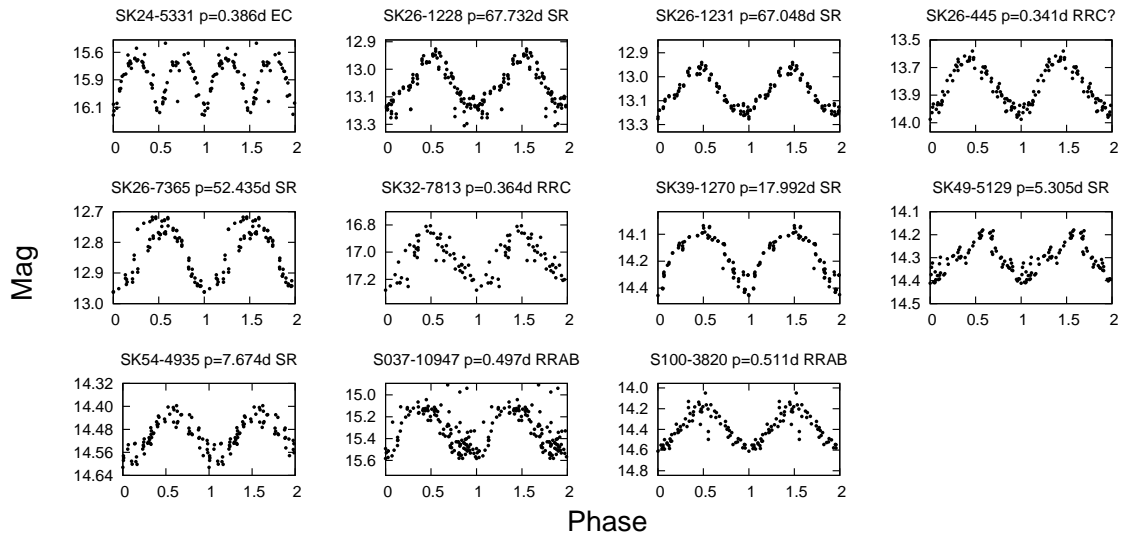 SK24-5331 p=0.386d EC
SK26-1228 p=67.732d SR
SK26-1231 p=67.048d SR
SK26-445 p=0.341d RRC?
15.6
15.9
16.1
0 0.5 1 1.5 2
12.9
13.0
13.1
13.3
0 0.5 1 1.5 2
12.9
13.0
13.1
13.3
0 0.5 1 1.5 2
13.5
13.7
13.9
14.0
0 0.5 1 1.5 2
SK26-7365 p=52.435d SR
SK32-7813 p=0.364d RRC
SK39-1270 p=17.992d SR
SK49-5129 p=5.305d SR
12.7
12.8
12.9
13.0
0 0.5 1 1.5 2
16.8
17.0
17.2
0 0.5 1 1.5 2
14.1
14.2
14.4
0 0.5 1 1.5 2
14.1
14.2
14.3
14.4
14.5
0 0.5 1 1.5 2
Mag
SK54-4935 p=7.674d SR
S037-10947 p=0.497d RRAB
S100-3820 p=0.511d RRAB
14.32
14.40
14.48
14.56
14.64
0 0.5 1 1.5 2
15.0
15.2
15.4
15.6
0 0.5 1 1.5 2
14.0
14.2
14.4
14.6
14.8
0 0.5 1 1.5 2
Phase